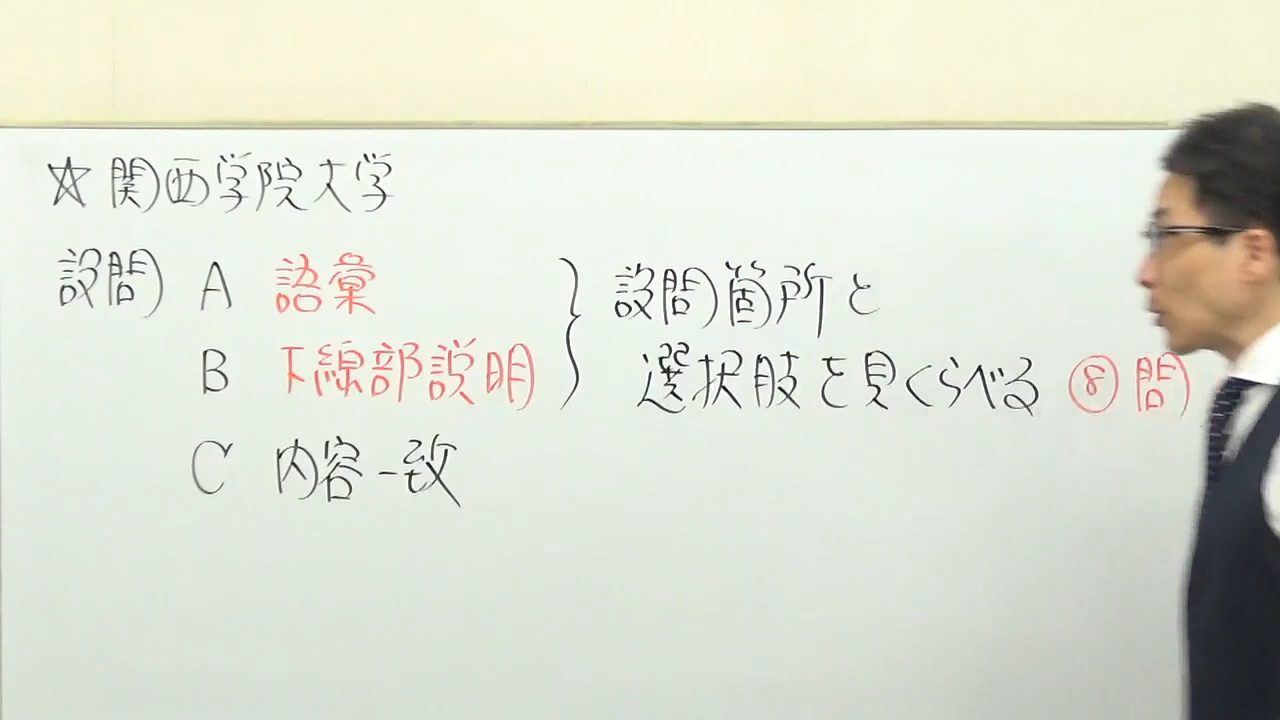 ☆関西学院大学
設問 A 語彙
B 下線部説明
C 内容一致
設問箇所と
選択肢を見くらべる ⑧問